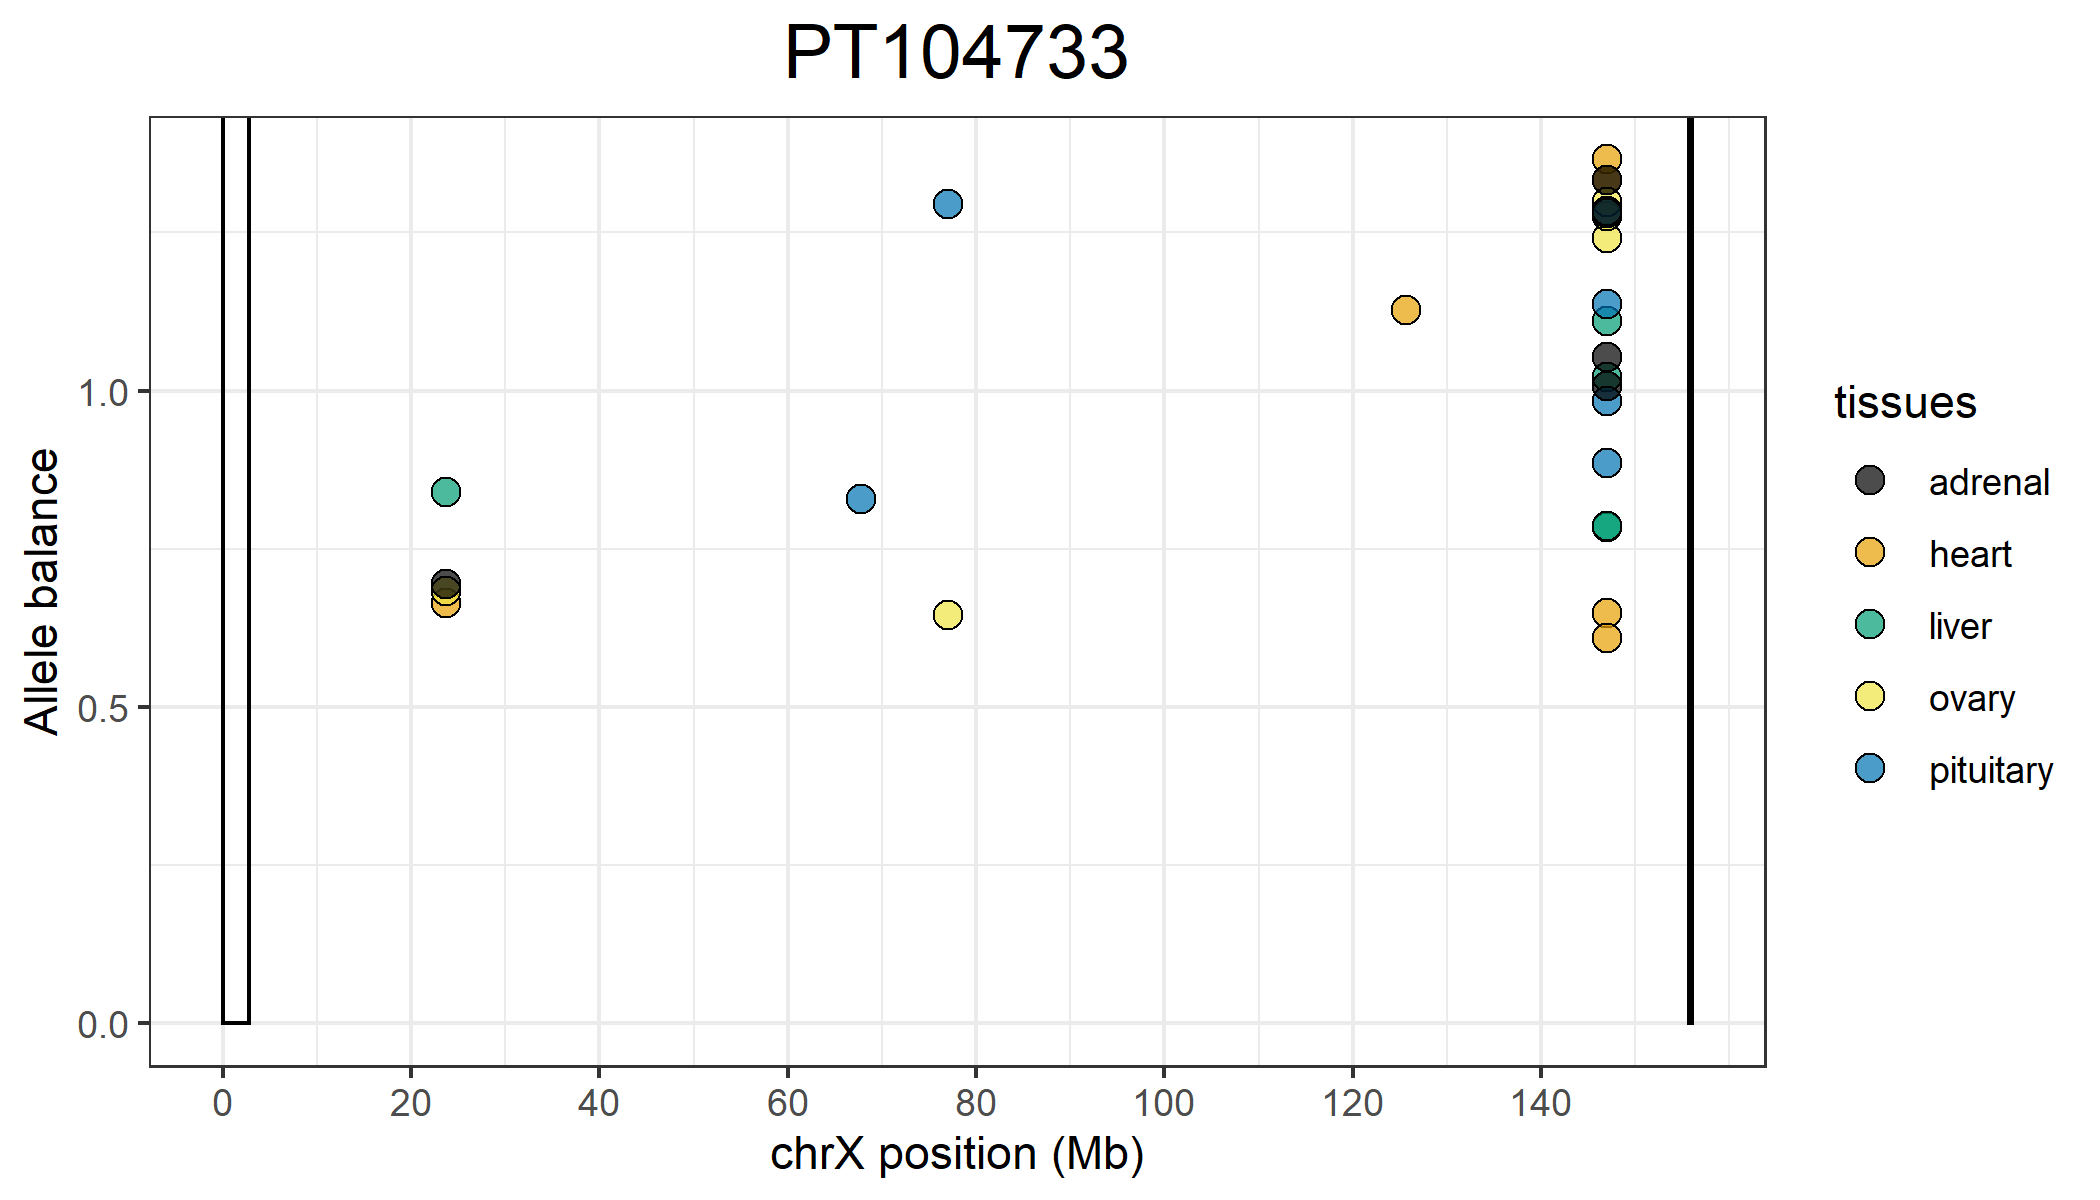 PT104733
Allele balance
1.0
0.5
0.0
0 20 40 60 80 100 120 140
chrX position (Mb)
tissues
adrenal
heart
liver
ovary
pituitary